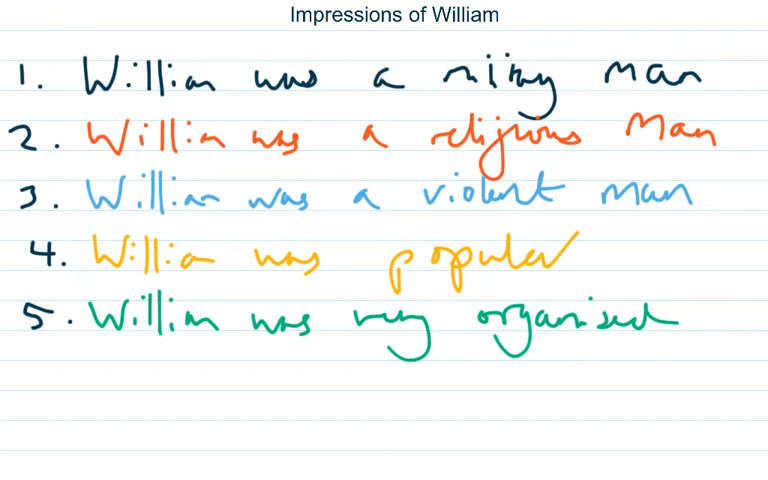 Impressions of William
1. William was a man
2. William was a religious man
3. William was a violent man
4. William was popular
5. William was very organised